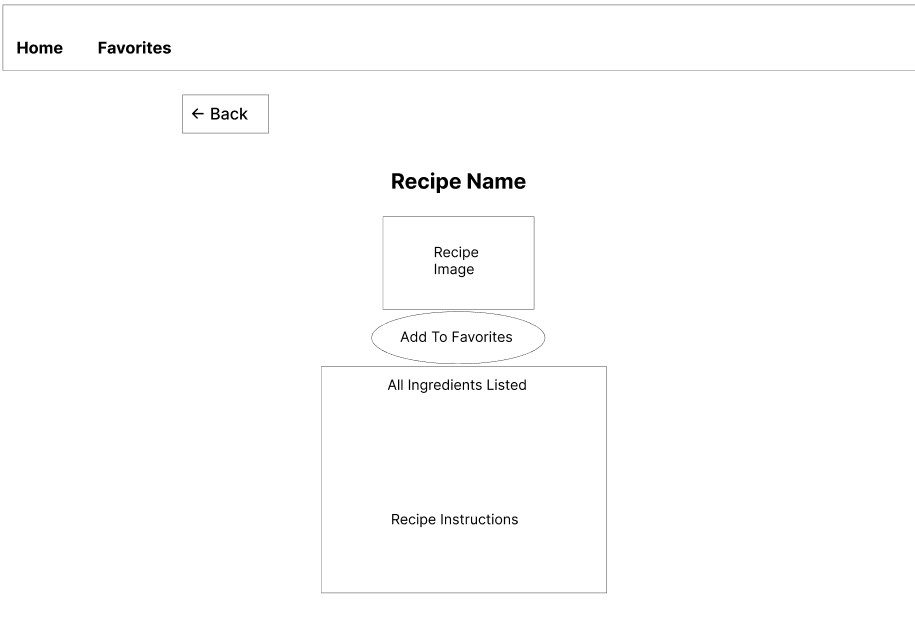 Home Favorites
← Back
Recipe Name
Recipe
Image
Add To Favorites
All Ingredients Listed
Recipe Instructions